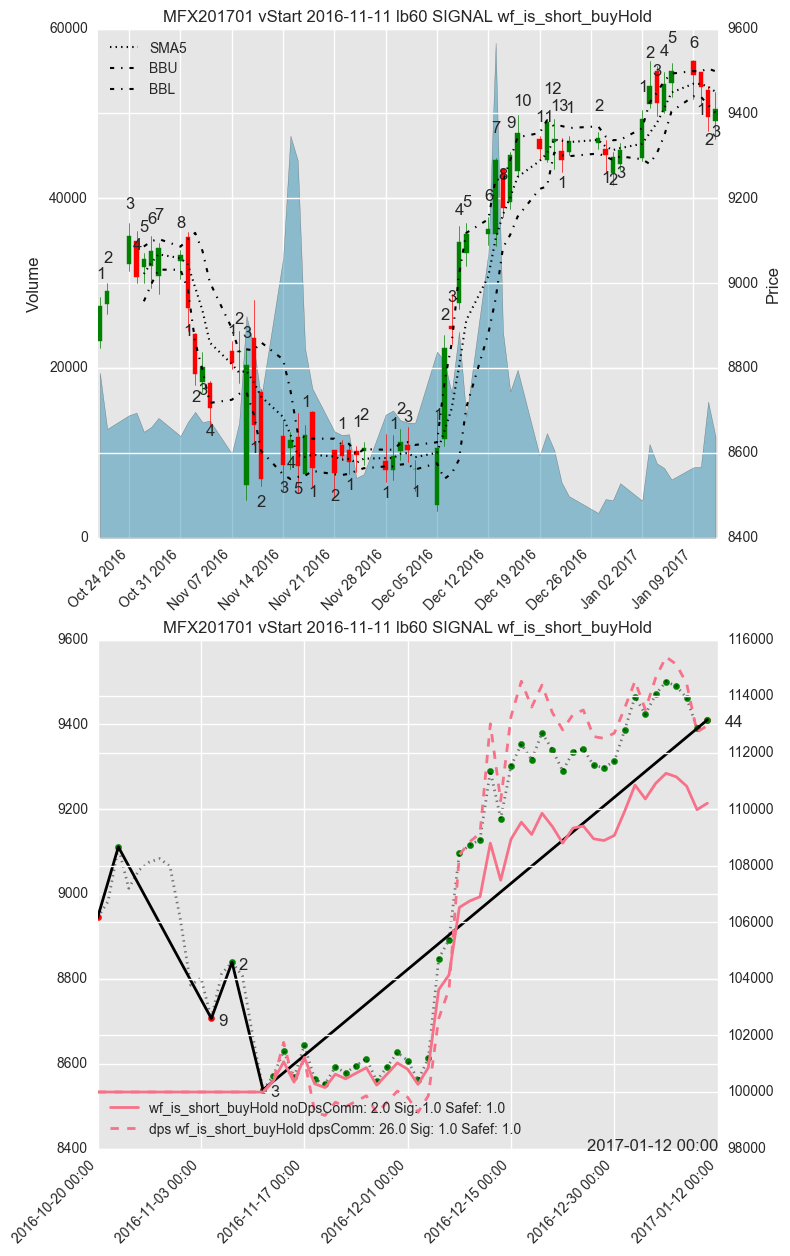 MFX201701 vStart 2016-11-11 lb60 SIGNAL wf_is_short_buyHold
SMA5
BBU
BBL
60000
40000
20000
0
Volume
9600
9400
9200
9000
8800
8600
8400
Price
Oct 24 2016
Oct 31 2016
Nov 07 2016
Nov 14 2016
Nov 21 2016
Nov 28 2016
Dec 05 2016
Dec 12 2016
Dec 19 2016
Dec 26 2016
Jan 02 2017
Jan 09 2017
MFX201701 vStart 2016-11-11 lb60 SIGNAL wf_is_short_buyHold
9600
9400
9200
9000
8800
8600
8400
116000
114000
112000
110000
108000
106000
104000
102000
100000
98000
44
2
9
3
wf_is_short_buyHold noDpsComm: 2.0 Sig: 1.0 Safef: 1.0
dps wf_is_short_buyHold dpsComm: 26.0 Sig: 1.0 Safef: 1.0
2017-01-12 00:00
2016-10-20 00:00
2016-11-03 00:00
2016-11-17 00:00
2016-12-01 00:00
2016-12-15 00:00
2016-12-30 00:00
2017-01-12 00:00